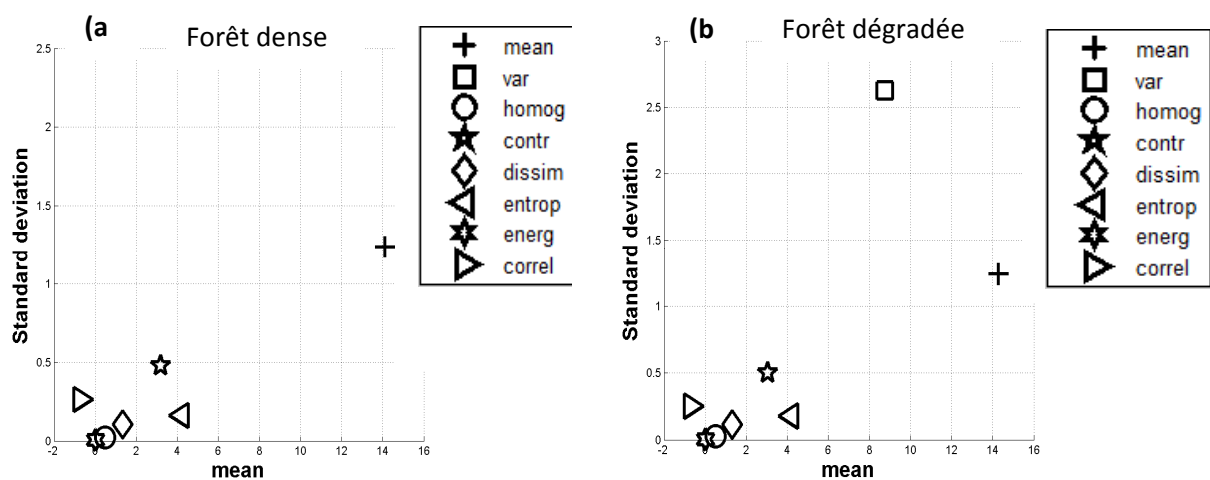 (a
Forêt dense
2.5
2
1.5
1
0.5
0
-2 0 2 4 6 8 10 12 14 16
Standard deviation
mean
mean
var
homog
contr
dissim
entrop
energ
correl
(b
Forêt dégradée
3
2.5
2
1.5
1
0.5
0
-2 0 2 4 6 8 10 12 14 16
Standard deviation
mean
mean
var
homog
contr
dissim
entrop
energ
correl